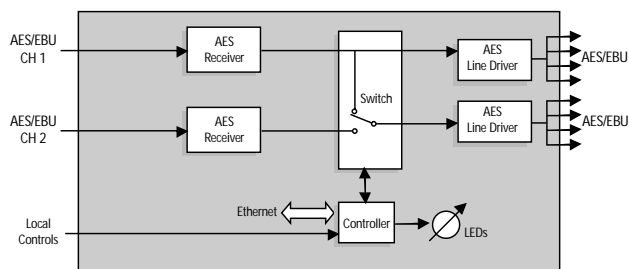 AES/EBU
CH 1
AES
Receiver
AES
Line Driver
AES/EBU
Switch
AES/EBU
CH 2
AES
Receiver
AES
Line Driver
AES/EBU
Ethernet
Controller
LEDs
Local
Controls